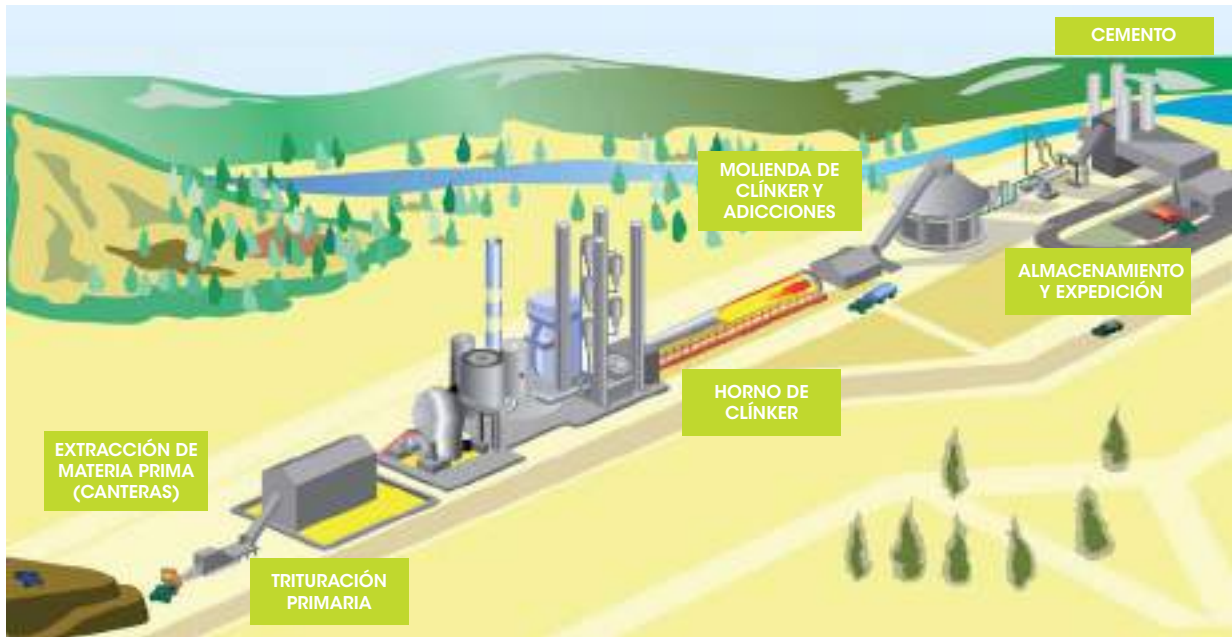 CEMENTO
MOLIENDA DE
CLÍNKER Y
ADICCIONES
ALMACENAMIENTO
Y EXPEDICIÓN
HORNO DE
CLÍNKER
EXTRACCIÓN DE
MATERIA PRIMA
(CANTERAS)
TRITURACIÓN
PRIMARIA